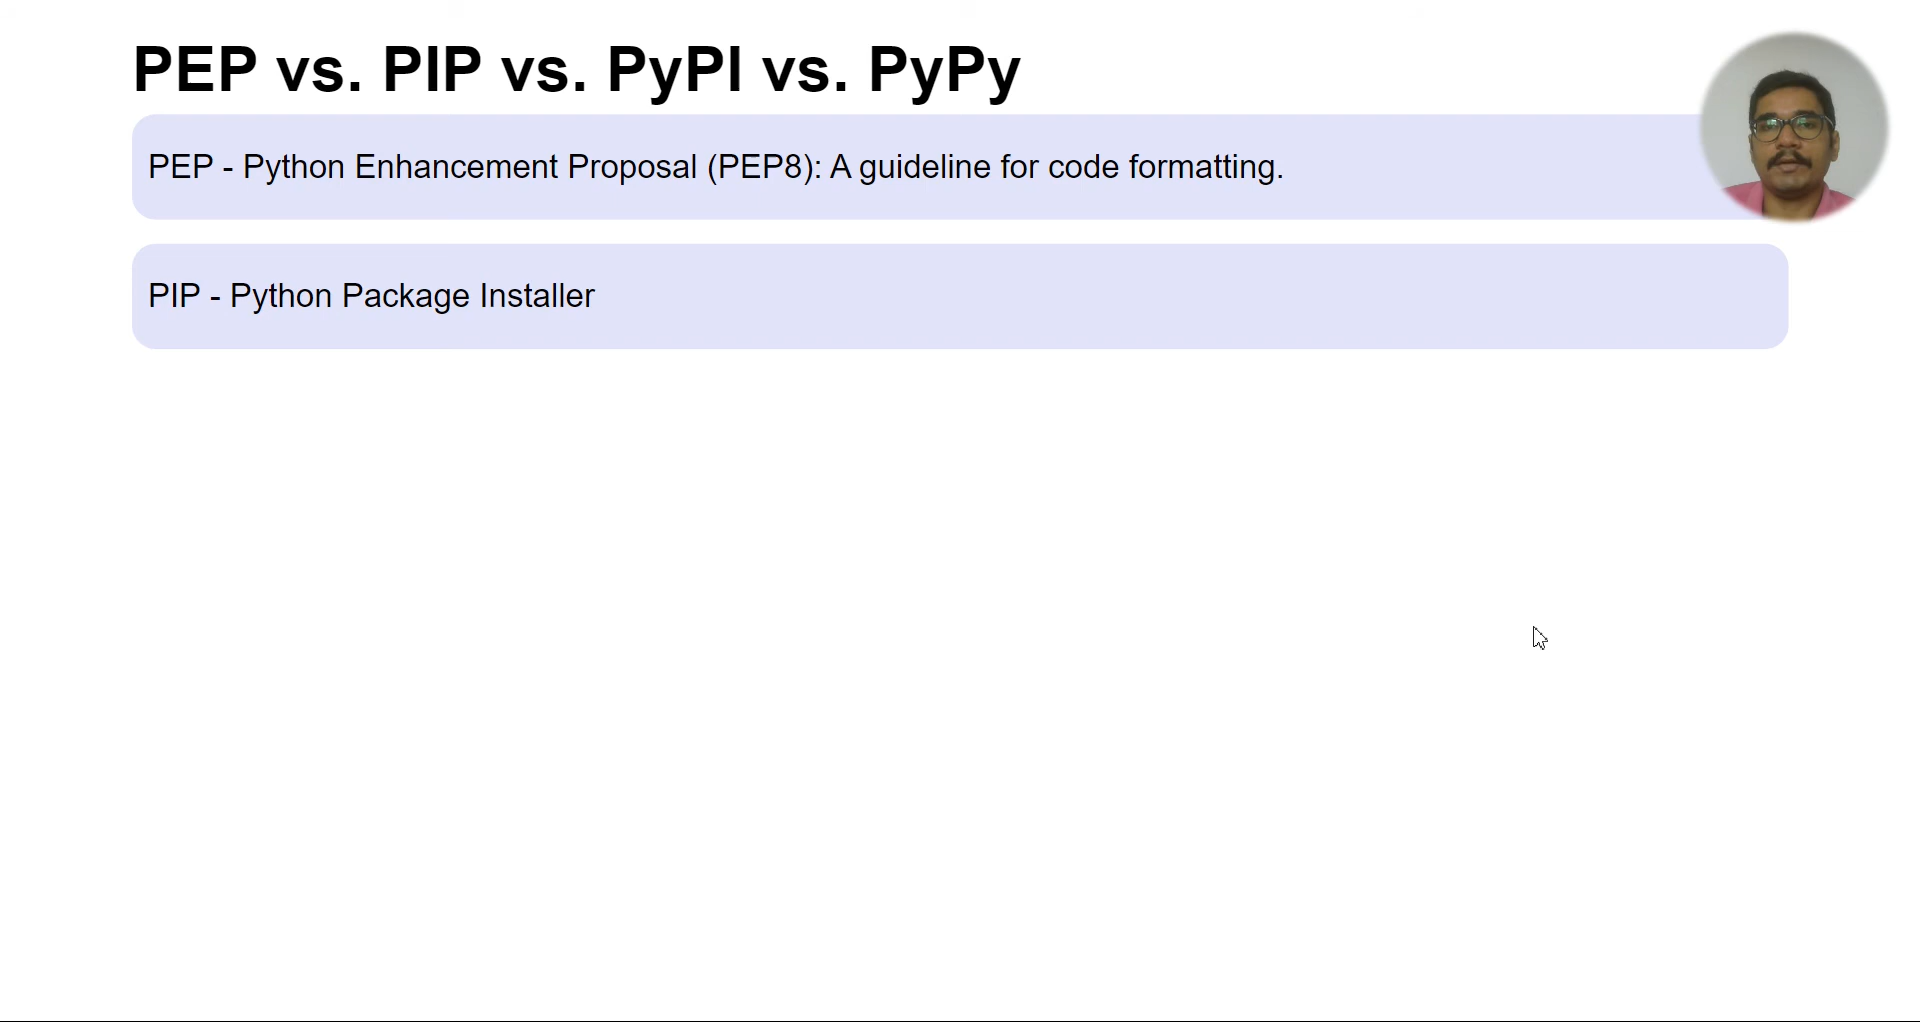 PEP vs. PIP vs. PyPI vs. PyPy
PEP - Python Enhancement Proposal (PEP8): A guideline for code formatting.
PIP - Python Package Installer